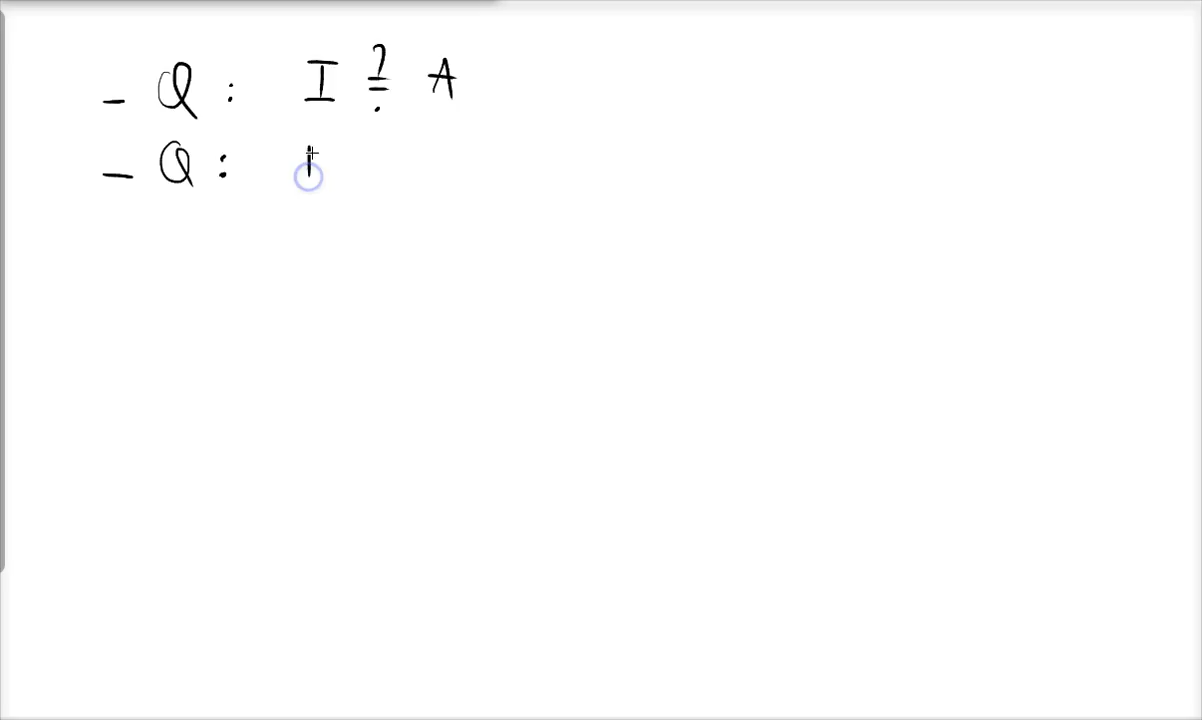 - Q : I ≟ A
- Q :